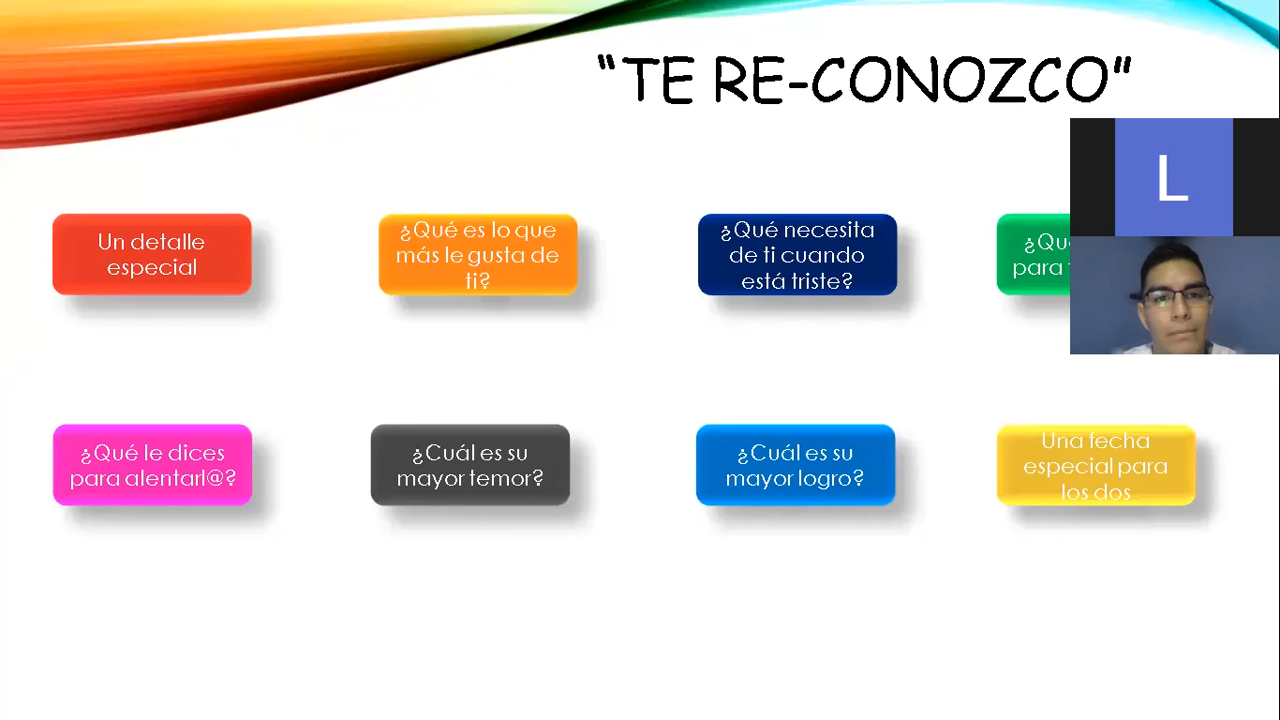 "TE RE-CONOZCO"
L
Un detalle
especial
¿Qué es lo que
más le gusta de
ti?
¿Qué necesita
de ti cuando
está triste?
para
¿Qué le dices
para alentarl@?
¿Cuál es su
mayor temor?
¿Cuál es su
mayor logro?
Una fecha
especial para
los dos